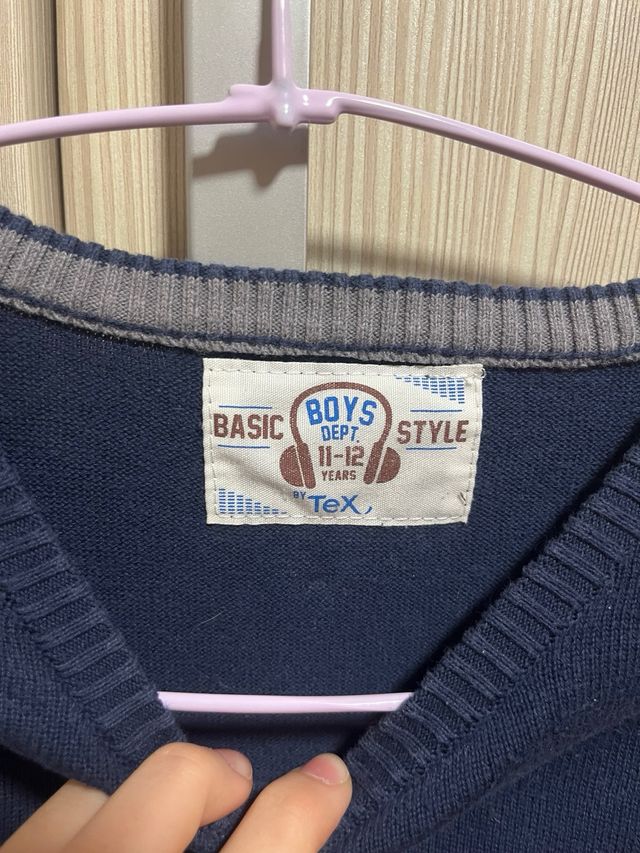 BASIC
BOYS
DEPT.
11-12
YEARS
STYLE
BY TeX